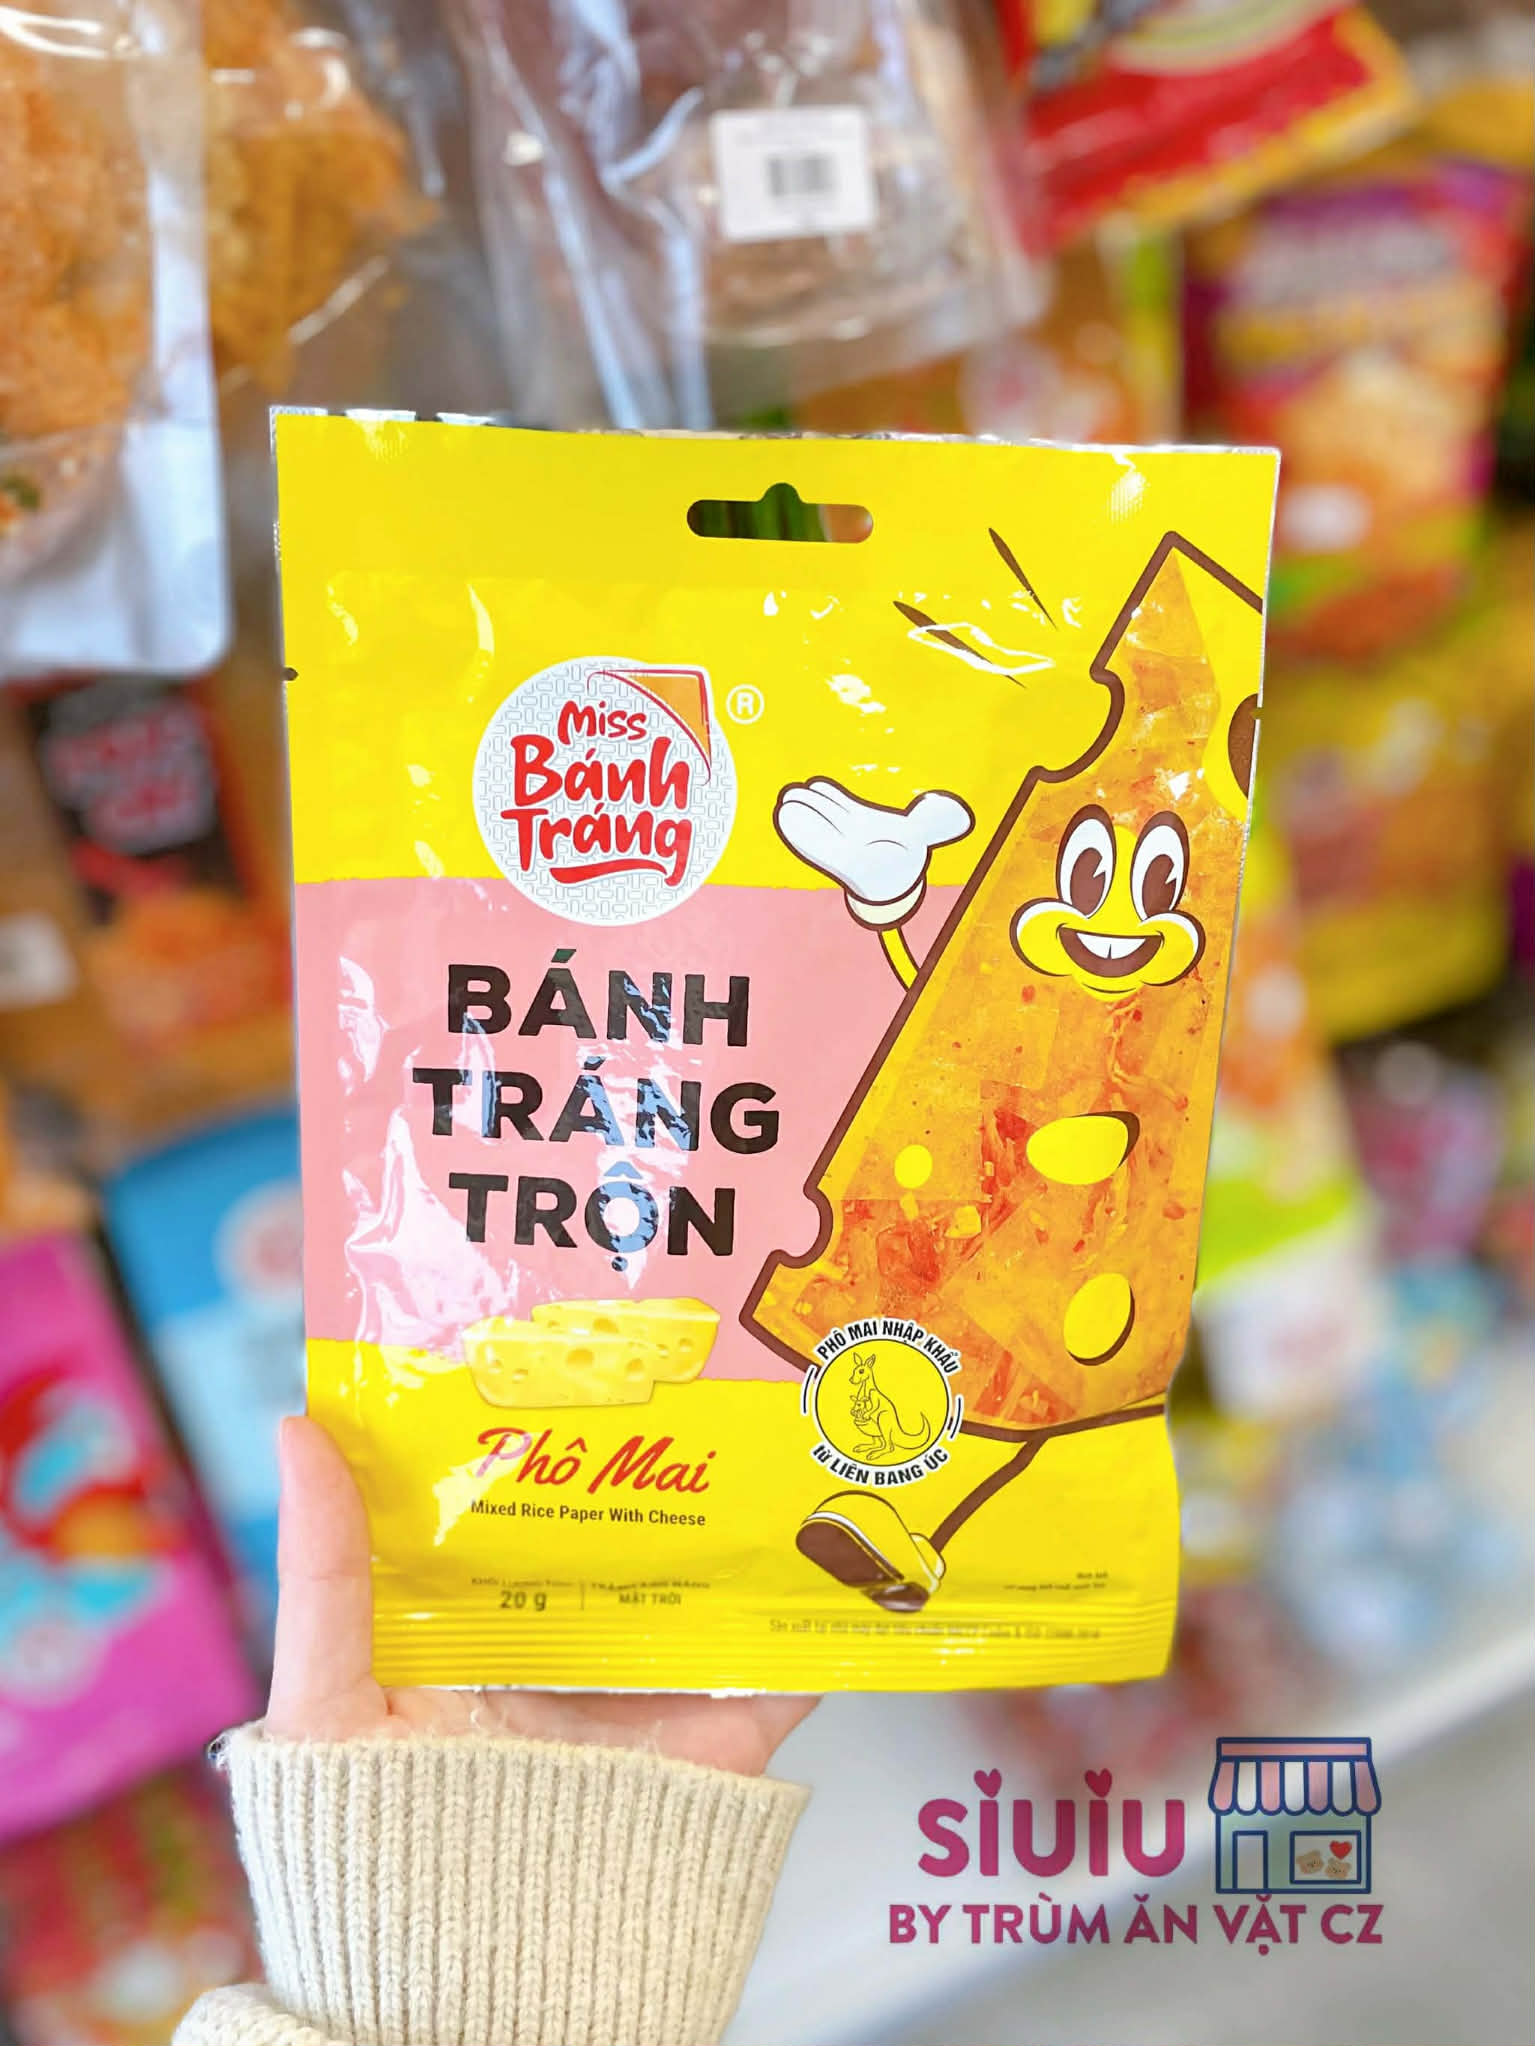 Miss
Bánh
Tráng
®
BÁNH
TRÁNG
TRỘN
PHÔ MAI NHẬP KHẨU
TỪ LIÊN BANG ÚC
Phô Mai
Mixed Rice Paper With Cheese
20 g
MẶT TRỜI
SIUIU
BY TRÙM ĂN VẶT CZ